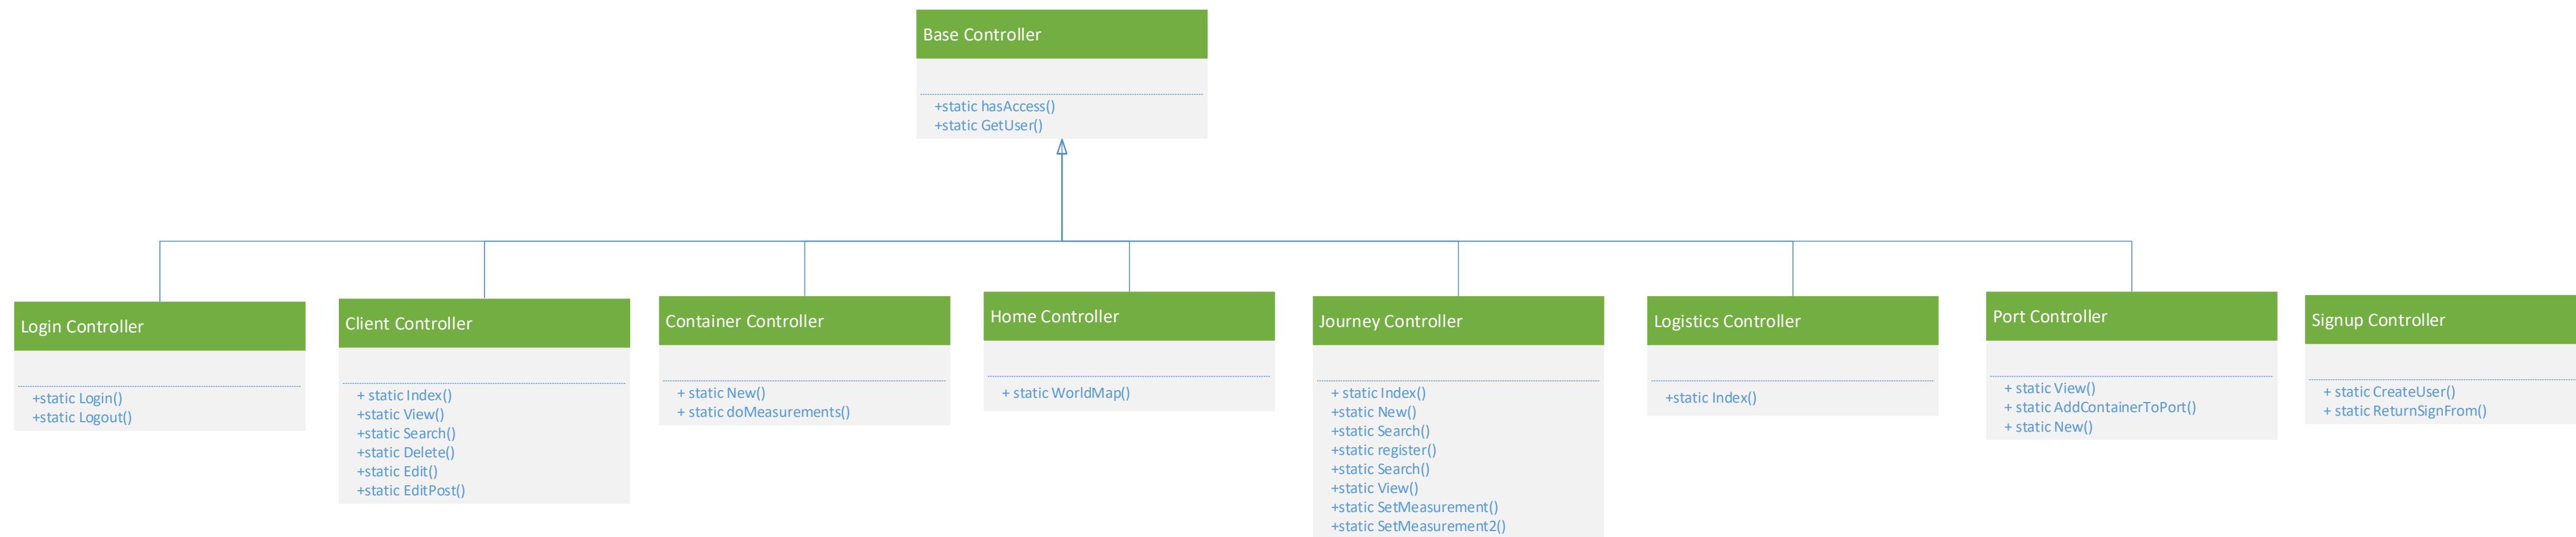 Base Controller
+static hasAccess()
+static GetUser()
Login Controller
+static Login()
+static Logout()
Client Controller
+ static Index()
+static View()
+static Search()
+static Delete()
+static Edit()
+static EditPost()
Container Controller
+ static New()
+ static doMeasurements()
Home Controller
+ static WorldMap()
Journey Controller
+ static Index()
+static New()
+static Search()
+static register()
+static Search()
+static View()
+static SetMeasurement()
+static SetMeasurement2()
Logistics Controller
+static Index()
Port Controller
+ static View()
+ static AddContainerToPort()
+ static New()
Signup Controller
+ static CreateUser()
+ static ReturnSignFrom()